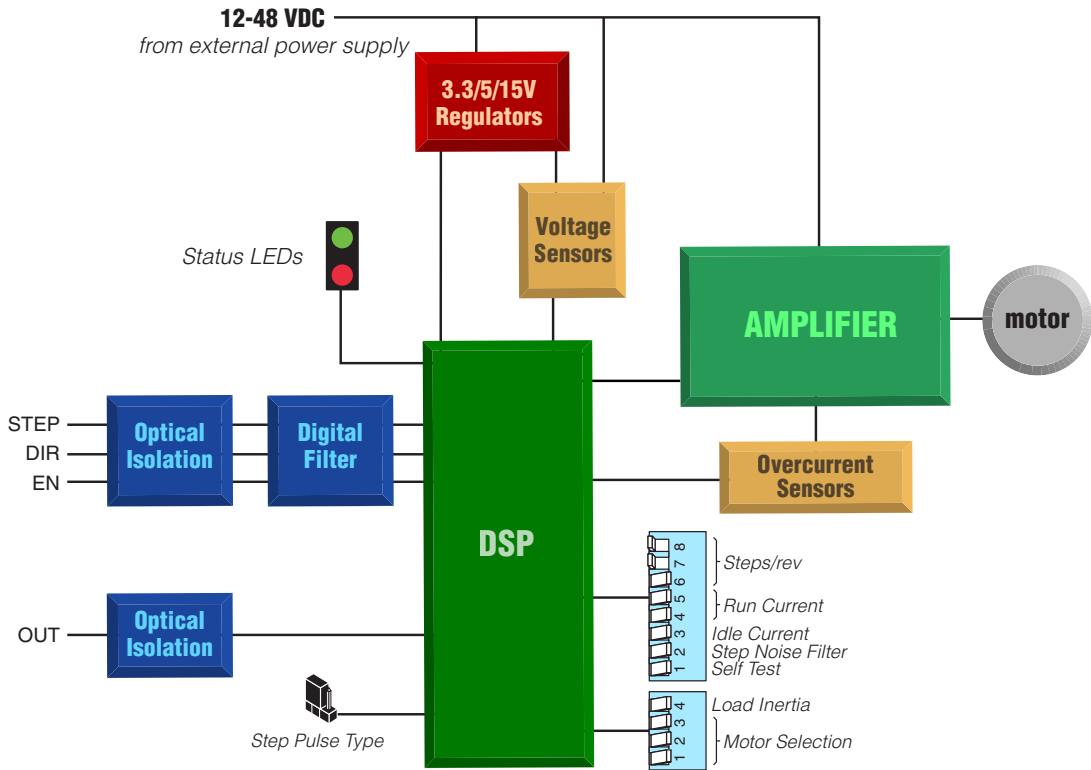 12-48 VDC
from external power supply
3.3/5/15V
Regulators
Voltage
Sensors
Status LEDs
AMPLIFIER
motor
STEP
DIR
EN
Optical
Isolation
Digital
Filter
Overcurrent
Sensors
DSP
8
7
6
5
4
3
2
1
Steps/rev
Run Current
Idle Current
Step Noise Filter
Self Test
OUT
Optical
Isolation
Step Pulse Type
4
3
2
1
Load Inertia
Motor Selection